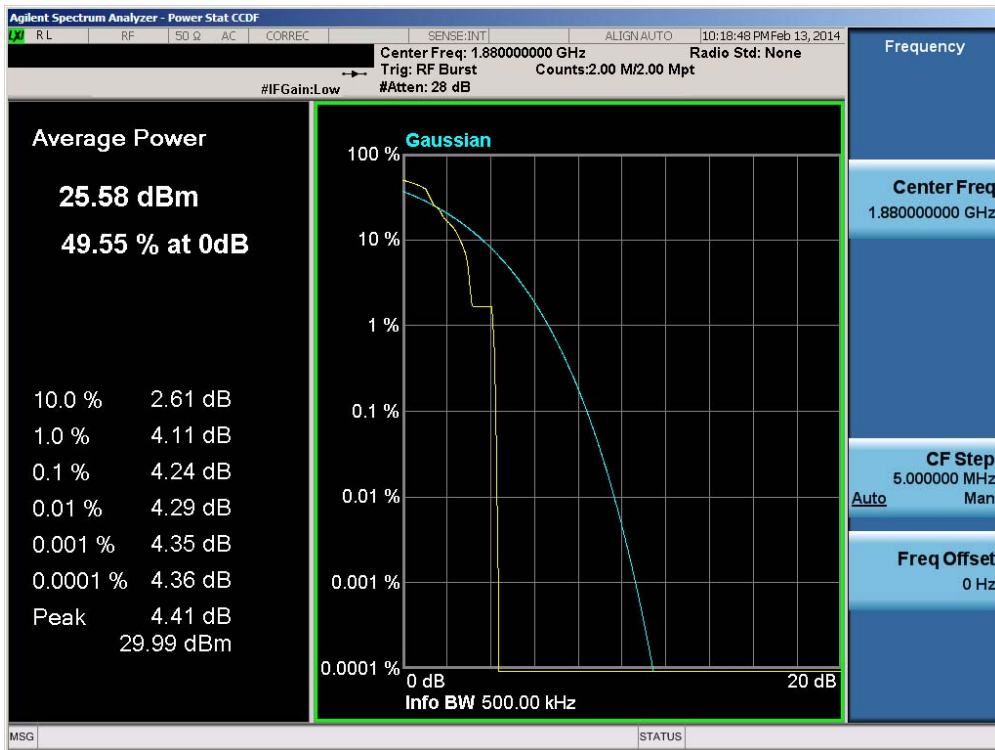 Agilent Spectrum Analyzer - Power Stat CCDF
LXI RL RF 50 Ω AC CORREC SENSE:INT ALIGN AUTO 10:18:48 PM Feb 13, 2014
Center Freq: 1.880000000 GHz Radio Std: None
Trig: RF Burst Counts:2.00 M/2.00 Mpt
#IFGain:Low #Atten: 28 dB
Frequency
Average Power
25.58 dBm
49.55 % at 0dB
10.0 % 2.61 dB
1.0 % 4.11 dB
0.1 % 4.24 dB
0.01 % 4.29 dB
0.001 % 4.35 dB
0.0001 % 4.36 dB
Peak 4.41 dB
29.99 dBm
Gaussian
100 %
10 %
1 %
0.1 %
0.01 %
0.001 %
0.0001 %
0 dB 20 dB
Info BW 500.00 kHz
Center Freq
1.880000000 GHz
CF Step
5.000000 MHz
Auto Man
Freq Offset
0 Hz
MSG STATUS